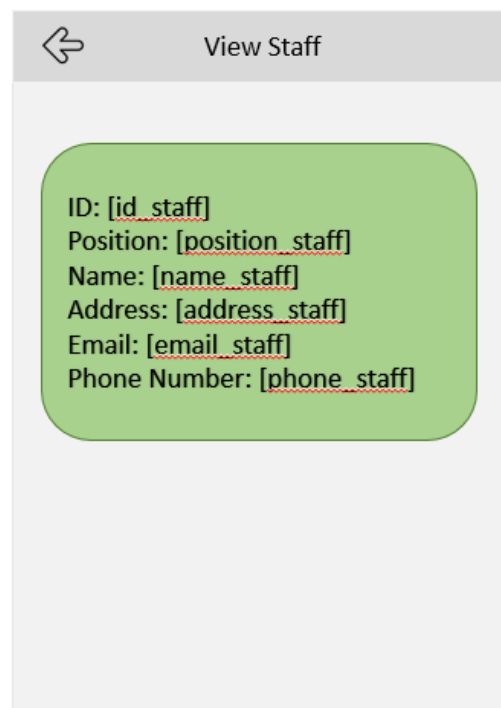 View Staff
ID: [id_staff]
Position: [position_staff]
Name: [name_staff]
Address: [address_staff]
Email: [email_staff]
Phone Number: [phone_staff]